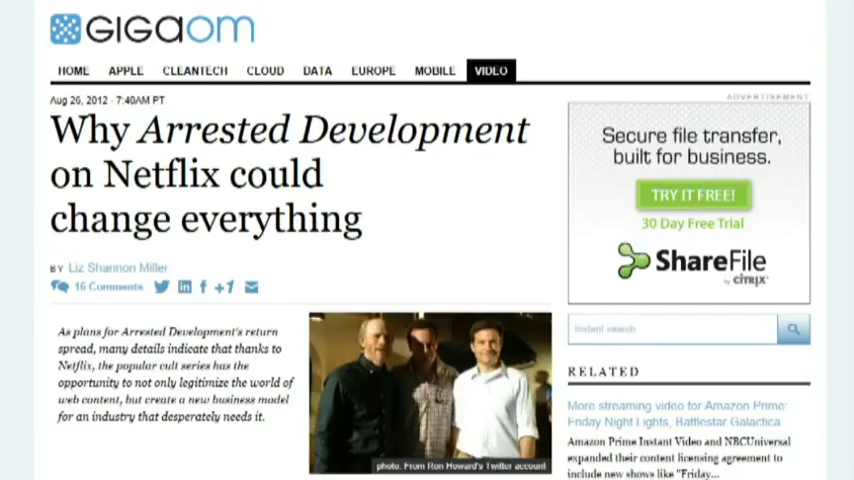 GIGAOM
HOME APPLE CLEANTECH CLOUD DATA EUROPE MOBILE VIDEO
Aug 26, 2012 - 7:40AM PT
Why Arrested Development
on Netflix could
change everything
BY Liz Shannon Miller
16 Comments
in f +1
As plans for Arrested Development's return
spread, many details indicate that thanks to
Netflix, the popular cult series has the
opportunity to not only legitimize the world of
web content, but create a new business model
for an industry that desperately needs it.
photo: From Ron Howard's Twitter account
ADVERTISEMENT
Secure file transfer,
built for business.
TRY IT FREE!
30 Day Free Trial
ShareFile
by CITRIX
Instant search
RELATED
More streaming video for Amazon Prime:
Friday Night Lights, Battlestar Galactica
Amazon Prime Instant Video and NBCUniversal
expanded their content licensing agreement to
include new shows like "Friday...